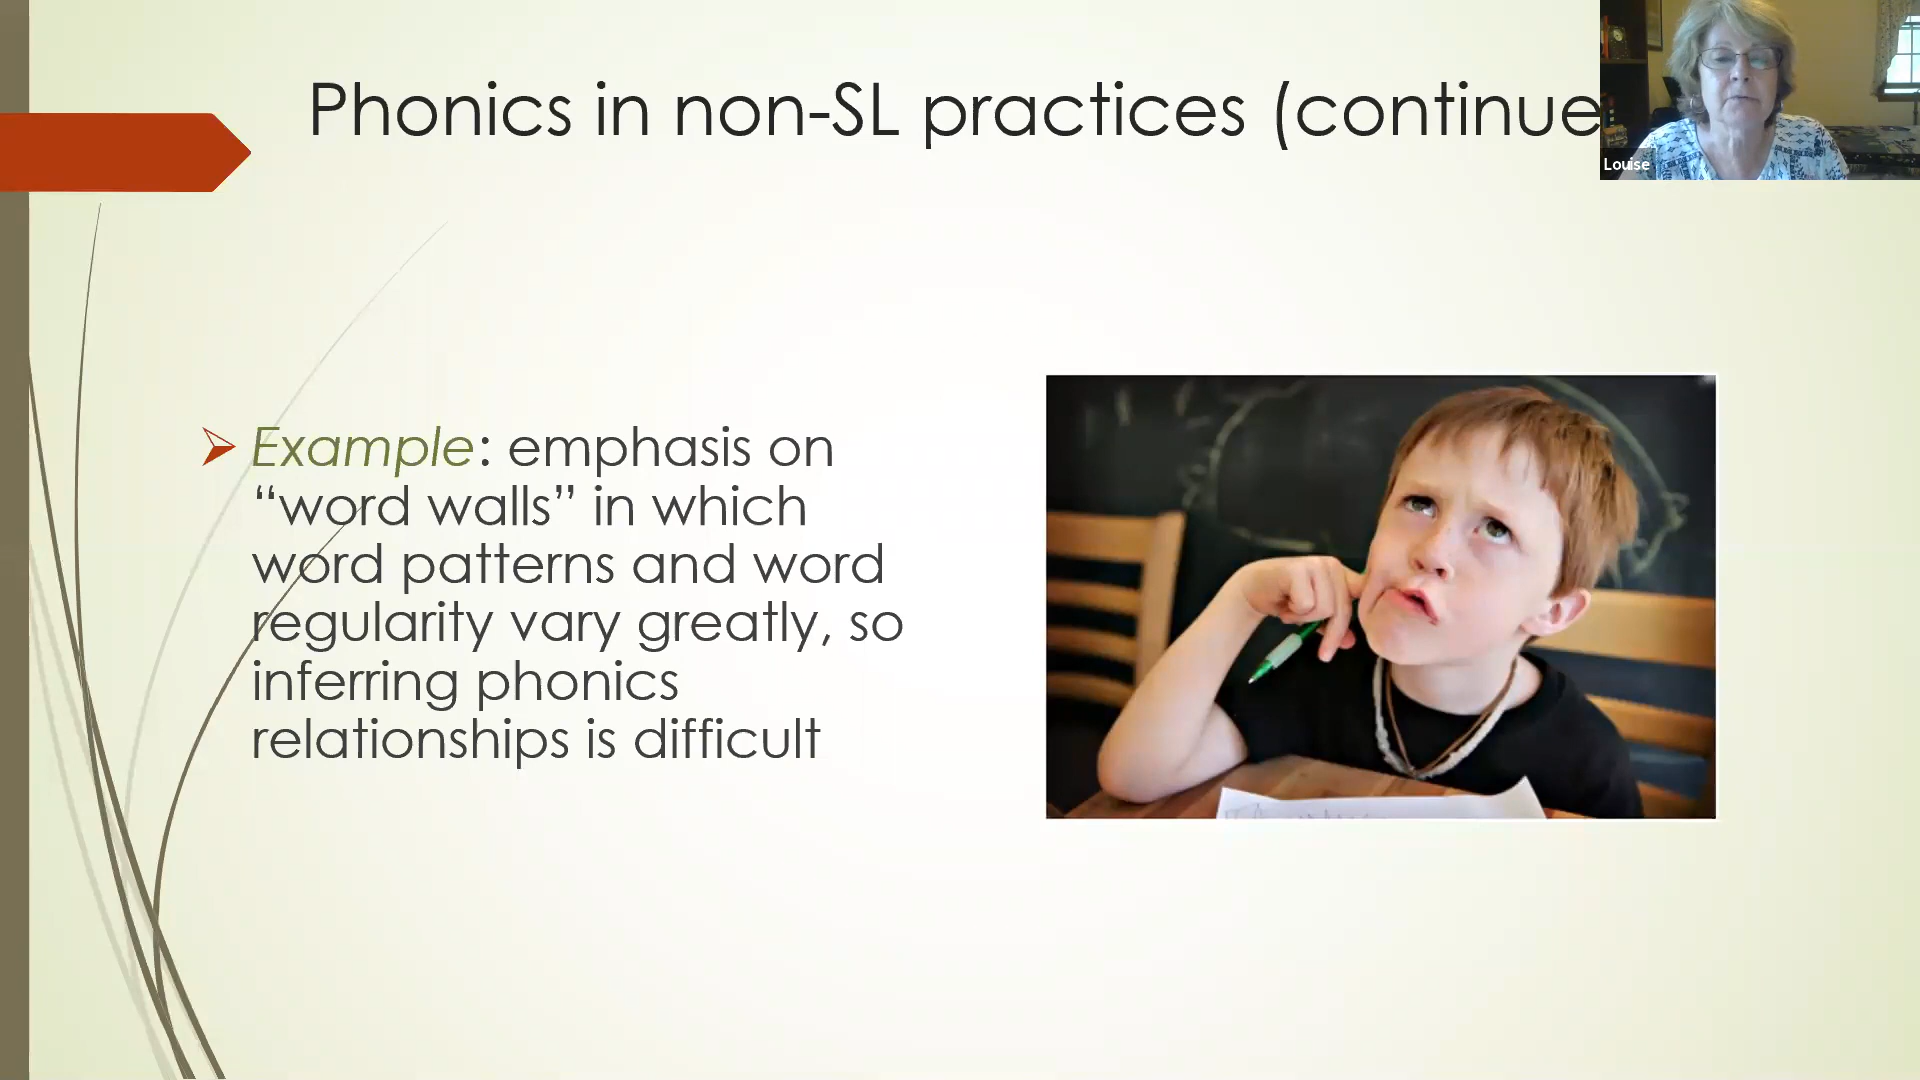 Phonics in non-SL practices (continue
Louise
Example: emphasis on
“word walls” in which
word patterns and word
regularity vary greatly, so
inferring phonics
relationships is difficult